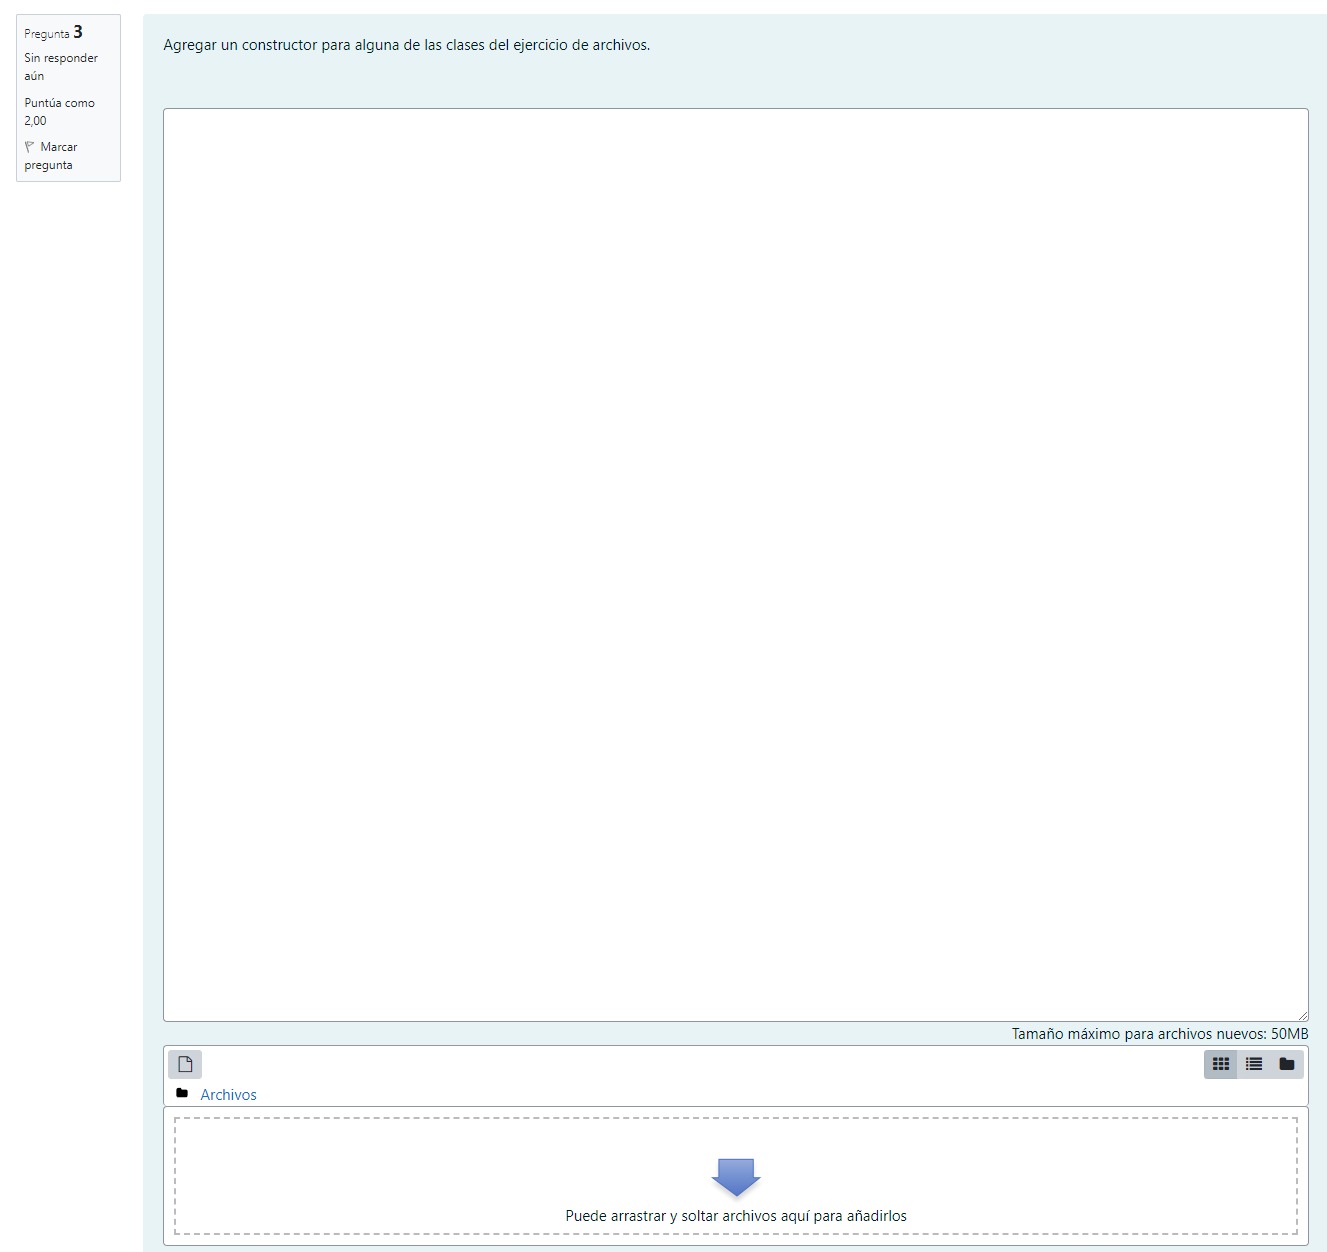 Pregunta 3
Sin responder
aún
Puntúa como
2,00
Marcar
pregunta
Agregar un constructor para alguna de las clases del ejercicio de archivos.
Tamaño máximo para archivos nuevos: 50MB
Archivos
Puede arrastrar y soltar archivos aquí para añadirlos